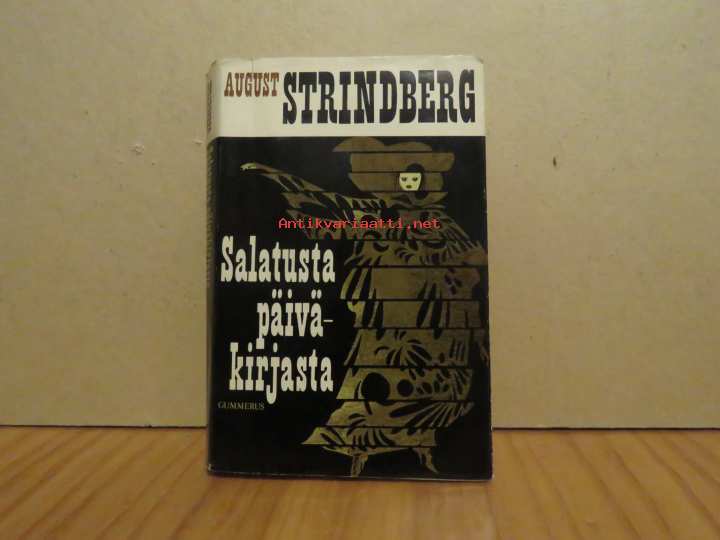 AUGUST STRINDBERG
Antikvariaatti.net
Salatusta
päivä-
kirjasta
GUMMERUS